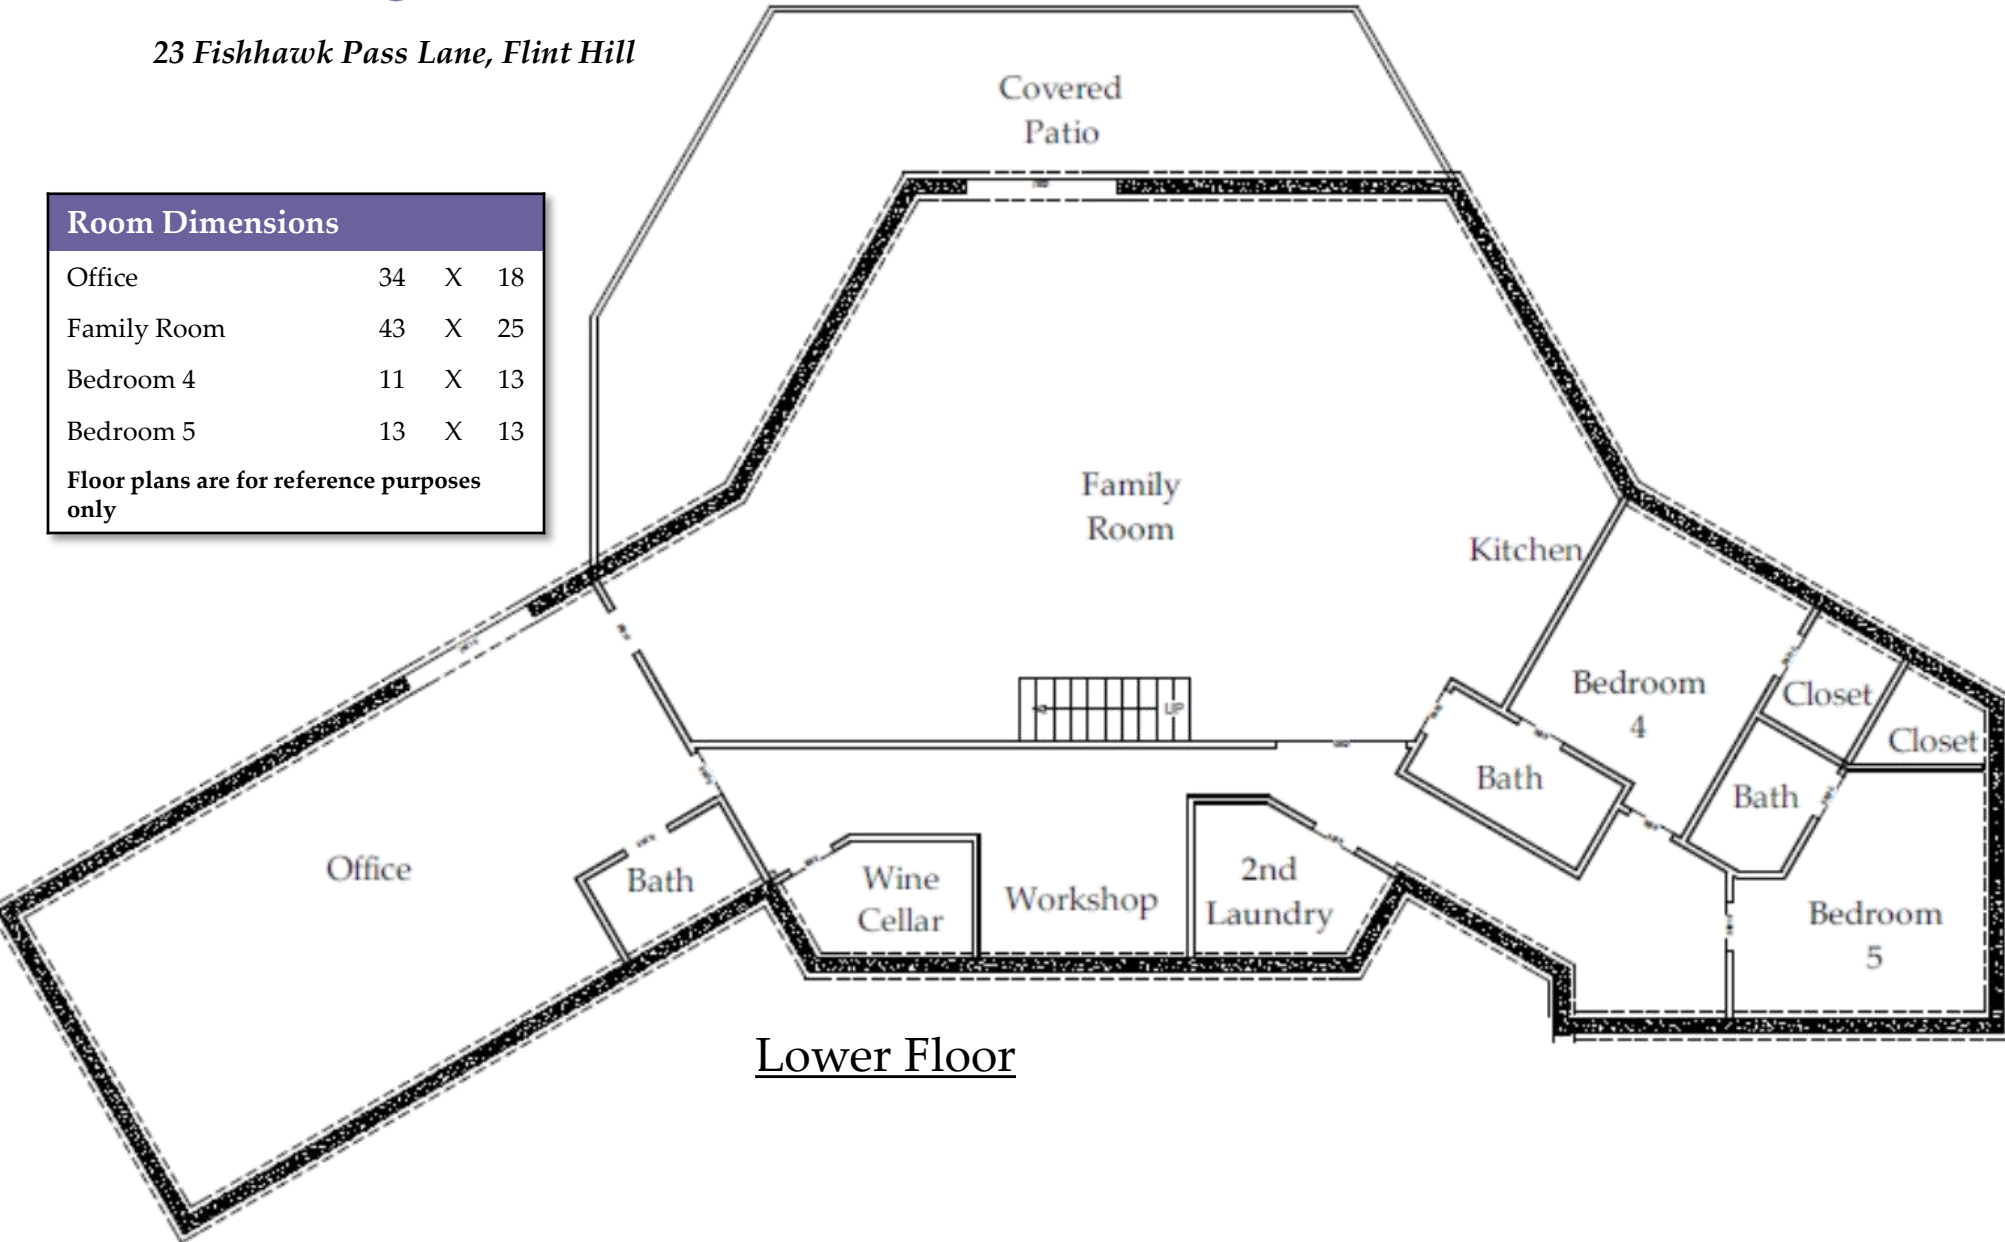 23 Fishhawk Pass Lane, Flint Hill
Covered
Patio
Room Dimensions
Office 34 X 18
Family Room 43 X 25
Bedroom 4 11 X 13
Bedroom 5 13 X 13
Floor plans are for reference purposes
only
Family
Room
Kitchen
Bedroom
4
Closet
Closet
UP
Bath
Bath
Office
Bath
Wine
Cellar
Workshop
2nd
Laundry
Bedroom
5
Lower Floor